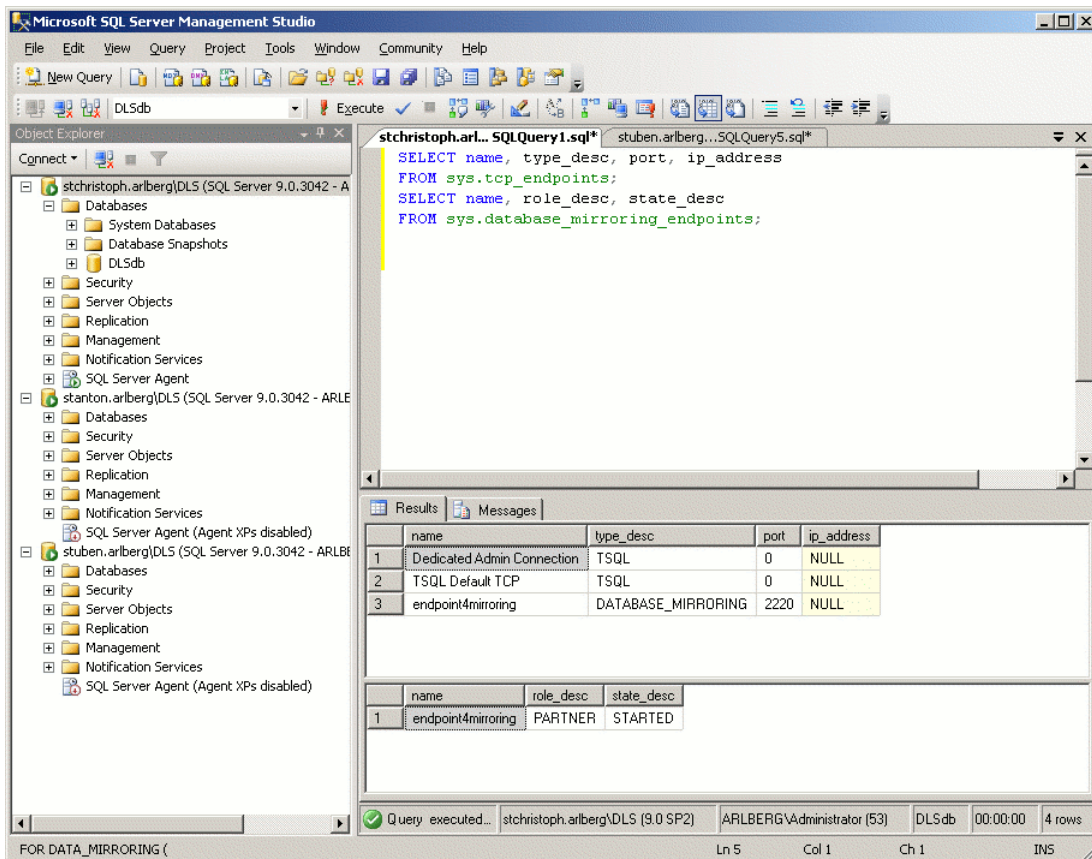 Microsoft SQL Server Management Studio
File Edit View Query Project Tools Window Community Help
New Query
DLSdb Execute
Object Explorer
Connect
stchristoph.arlberg\DLS (SQL Server 9.0.3042 - A
Databases
System Databases
Database Snapshots
DLSdb
Security
Server Objects
Replication
Management
Notification Services
SQL Server Agent
stanton.arlberg\DLS (SQL Server 9.0.3042 - ARLE
Databases
Security
Server Objects
Replication
Management
Notification Services
SQL Server Agent (Agent XPs disabled)
stuben.arlberg\DLS (SQL Server 9.0.3042 - ARLBE
Databases
Security
Server Objects
Replication
Management
Notification Services
SQL Server Agent (Agent XPs disabled)
stchristoph.arl... SQLQuery1.sql* stuben.arlberg...SQLQuery5.sql*
SELECT name, type_desc, port, ip_address
FROM sys.tcp_endpoints;
SELECT name, role_desc, state_desc
FROM sys.database_mirroring_endpoints;
Results Messages
name type_desc port ip_address
1 Dedicated Admin Connection TSQL 0 NULL
2 TSQL Default TCP TSQL 0 NULL
3 endpoint4mirroring DATABASE_MIRRORING 2220 NULL
name role_desc state_desc
1 endpoint4mirroring PARTNER STARTED
Query executed... stchristoph.arlberg\DLS (9.0 SP2) ARLBERG\Administrator (53) DLSdb 00:00:00 4 rows
FOR DATA_MIRRORING ( Ln 5 Col 1 Ch 1 INS